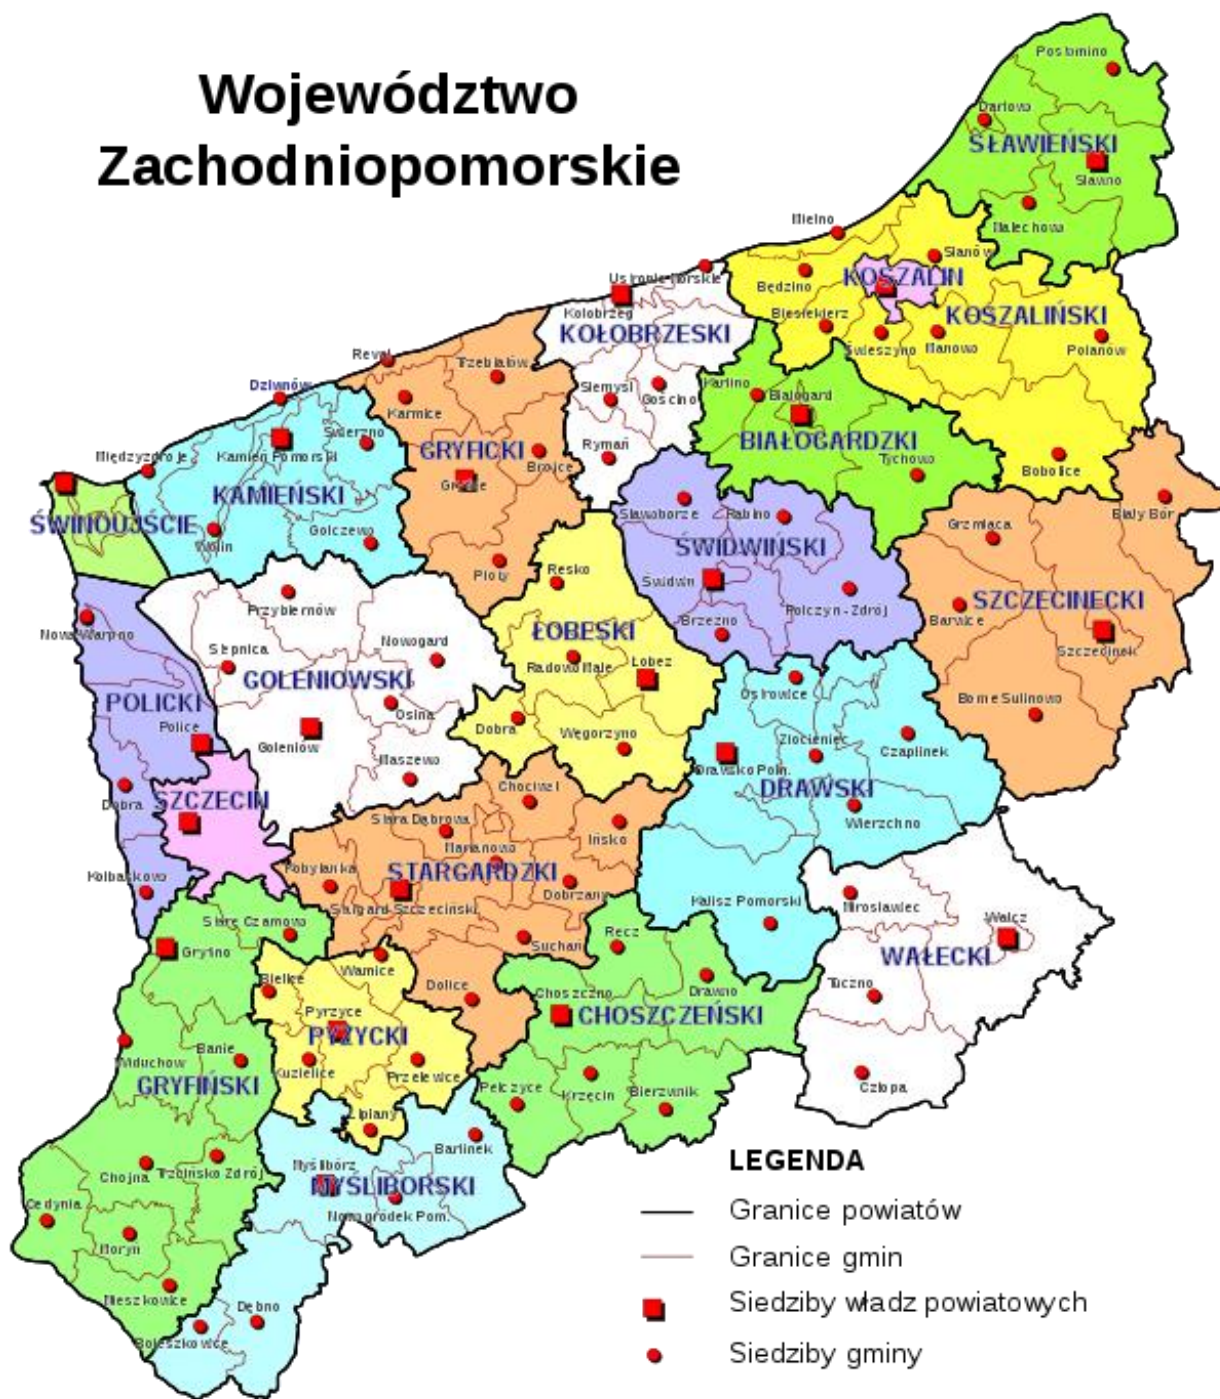 Województwo
Zachodniopomorskie
Postomino
Darłowo
SŁAWIEŃSKI
Sławno
Malechowo
Mielno
Sianów
Ustronie Morskie
Będzino
KOSZALIN
Kołobrzeg
Biesiekierz
KOSZALIŃSKI
KOŁOBRZESKI
Świeszyno
Manowo
Polanów
Rewal
Trzebiatów
Dziwnów
Siemyśl
Gościno
Karlino
Białogard
Karnice
Świerzno
GRYFICKI
BIAŁOGARDZKI
Międzyzdroje
Kamień Pomorski
Rymań
Brojce
Tychowo
Bobolice
Gryfice
KAMIEŃSKI
ŚWINOUJŚCIE
Sławoborze
Rąbino
Biały Bór
Golczewo
Wolin
Grzmiąca
ŚWIDWIŃSKI
Płoty
Resko
Świdwin
Połczyn-Zdrój
Przybiernów
SZCZECINECKI
Barwice
Nowe Warpno
Nowogard
ŁOBESKI
Brzeżno
Stepnica
Szczecinek
GOLENIOWSKI
Radowo Małe
Łobez
Ostrowice
Borne Sulinowo
POLICKI
Osina
Police
Dobra
Węgorzyno
Złocieniec
Czaplinek
Goleniów
Maszewo
Drawsko Pom.
DRAWSKI
Dobra
SZCZECIN
Chociwel
Stara Dąbrowa
Ińsko
Wierzchno
Marianowo
Kobylanka
STARGARDZKI
Kołbaskowo
Dobrzany
Stargard Szczeciński
Kalisz Pomorski
Mirosławiec
Wałcz
Stare Czarnowo
Gryfino
Suchań
Recz
WAŁECKI
Warnice
Bielice
Dolice
Choszczno
Drawno
Tuczno
Pyrzyce
CHOSZCZEŃSKI
PYZYCKI
Banie
Widuchow
Kozielice
Przelewice
GRYFIŃSKI
Pełczyce
Krzęcin
Bierzwnik
Człopa
Lipiany
Barlinek
Myślibórz
Chojna
Trzcińsko Zdrój
MYŚLIBORSKI
Cedynia
Nowogródek Pom.
Moryń
Mieszkowice
Dębno
Boleszkowice
LEGENDA
Granice powiatów
Granice gmin
Siedziby władz powiatowych
Siedziby gminy